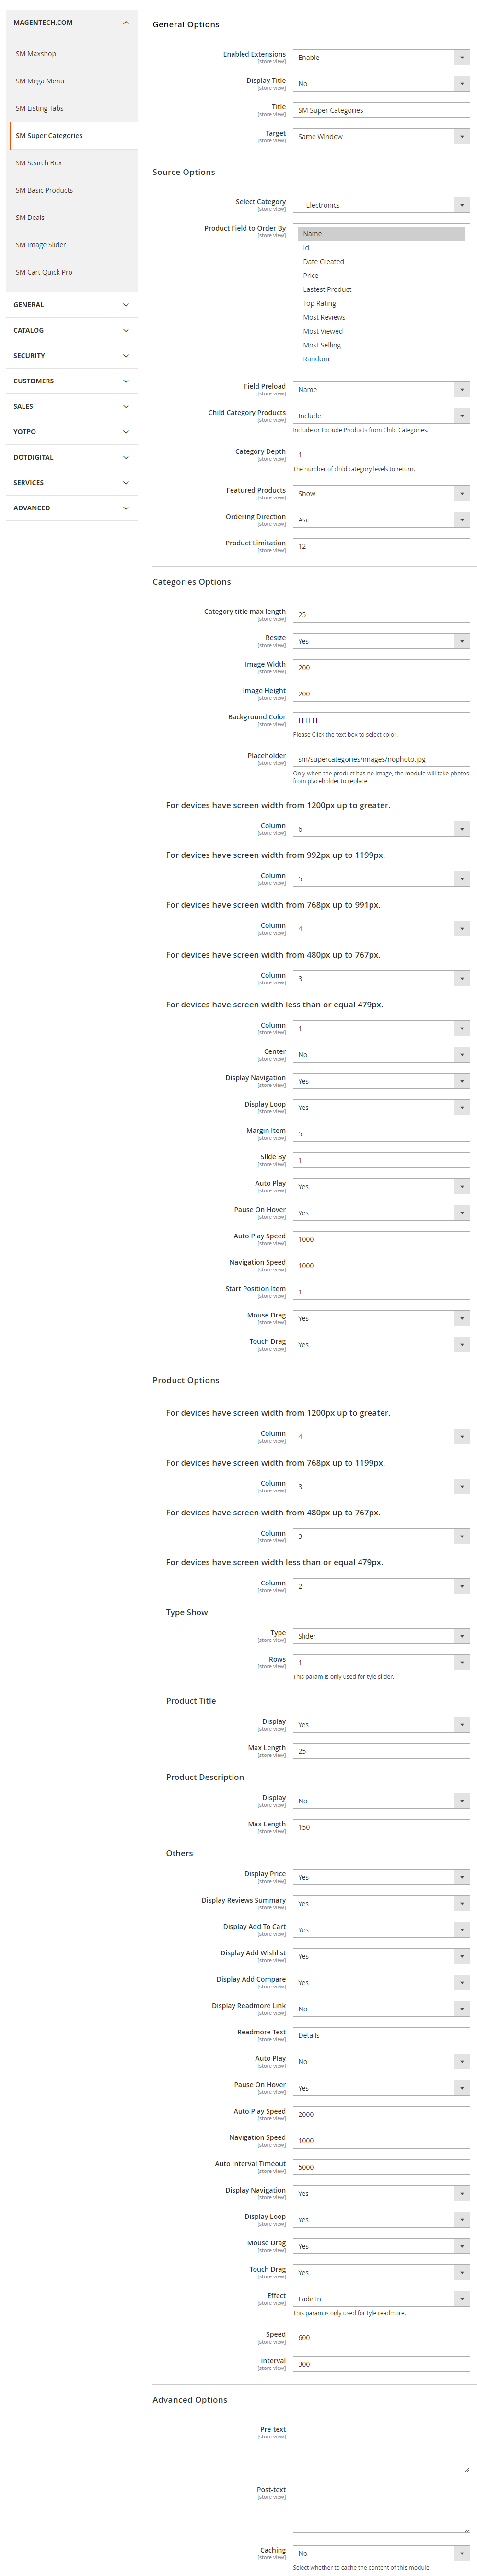 MAGENTECH.COM
SM Maxshop
SM Mega Menu
SM Listing Tabs
SM Super Categories
SM Search Box
SM Basic Products
SM Deals
SM Image Slider
SM Cart Quick Pro
GENERAL
CATALOG
SECURITY
CUSTOMERS
SALES
YOTPO
DOTDIGITAL
SERVICES
ADVANCED
General Options
Enabled Extensions
[store view]
Enable
Display Title
[store view]
No
Title
[store view]
SM Super Categories
Target
[store view]
Same Window
Source Options
Select Category
[store view]
- - Electronics
Product Field to Order By
[store view]
Name
Id
Date Created
Price
Lastest Product
Top Rating
Most Reviews
Most Viewed
Most Selling
Random
Field Preload
[store view]
Name
Child Category Products
[store view]
Include
Include or Exclude Products from Child Categories.
Category Depth
[store view]
1
The number of child category levels to return.
Featured Products
[store view]
Show
Ordering Direction
[store view]
Asc
Product Limitation
[store view]
12
Categories Options
Category title max length
[store view]
25
Resize
[store view]
Yes
Image Width
[store view]
200
Image Height
[store view]
200
Background Color
[store view]
FFFFFF
Please Click the text box to select color.
Placeholder
[store view]
sm/supercategories/images/nophoto.jpg
Only when the product has no image, the module will take photos
from placeholder to replace
For devices have screen width from 1200px up to greater.
Column
[store view]
6
For devices have screen width from 992px up to 1199px.
Column
[store view]
5
For devices have screen width from 768px up to 991px.
Column
[store view]
4
For devices have screen width from 480px up to 767px.
Column
[store view]
3
For devices have screen width less than or equal 479px.
Column
[store view]
1
Center
[store view]
No
Display Navigation
[store view]
Yes
Display Loop
[store view]
Yes
Margin Item
[store view]
5
Slide By
[store view]
1
Auto Play
[store view]
Yes
Pause On Hover
[store view]
Yes
Auto Play Speed
[store view]
1000
Navigation Speed
[store view]
1000
Start Position Item
[store view]
1
Mouse Drag
[store view]
Yes
Touch Drag
[store view]
Yes
Product Options
For devices have screen width from 1200px up to greater.
Column
[store view]
4
For devices have screen width from 768px up to 1199px.
Column
[store view]
3
For devices have screen width from 480px up to 767px.
Column
[store view]
3
For devices have screen width less than or equal 479px.
Column
[store view]
2
Type Show
Type
[store view]
Slider
Rows
[store view]
1
This param is only used for tyle slider.
Product Title
Display
[store view]
Yes
Max Length
[store view]
25
Product Description
Display
[store view]
No
Max Length
[store view]
150
Others
Display Price
[store view]
Yes
Display Reviews Summary
[store view]
Yes
Display Add To Cart
[store view]
Yes
Display Add Wishlist
[store view]
Yes
Display Add Compare
[store view]
Yes
Display Readmore Link
[store view]
No
Readmore Text
[store view]
Details
Auto Play
[store view]
No
Pause On Hover
[store view]
Yes
Auto Play Speed
[store view]
2000
Navigation Speed
[store view]
1000
Auto Interval Timeout
[store view]
5000
Display Navigation
[store view]
Yes
Display Loop
[store view]
Yes
Mouse Drag
[store view]
Yes
Touch Drag
[store view]
Yes
Effect
[store view]
Fade In
This param is only used for tyle readmore.
Speed
[store view]
600
interval
[store view]
300
Advanced Options
Pre-text
[store view]
Post-text
[store view]
Caching
[store view]
No
Select whether to cache the content of this module.